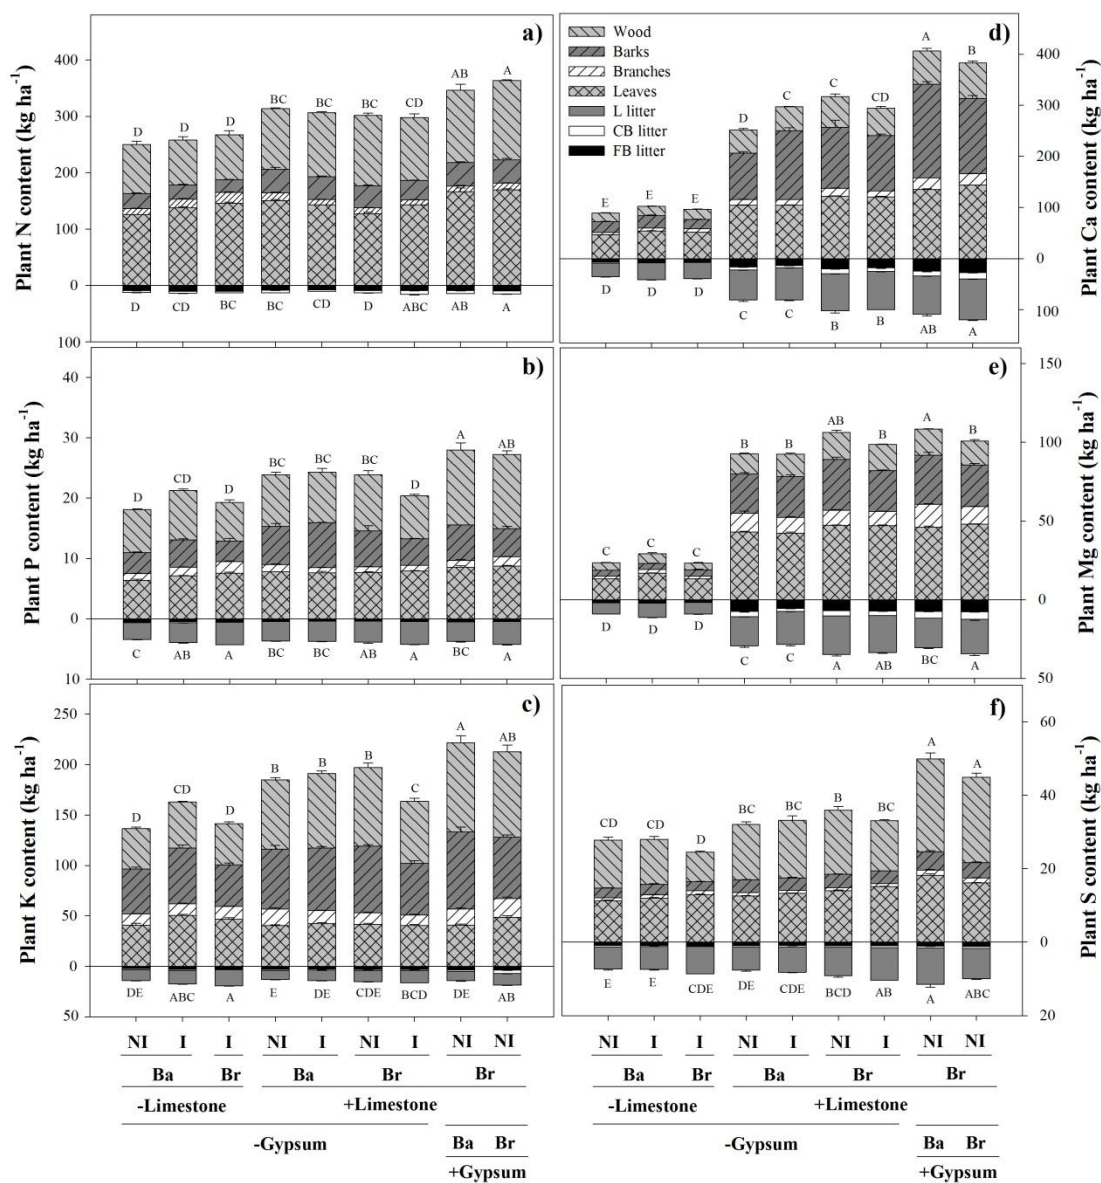 a)
Plant N content (kg ha-1)
400
300
200
100
0
100
D D D BC BC BC CD AB A
D CD BC BC CD D ABC AB A
b)
Plant P content (kg ha-1)
40
30
20
10
0
10
D CD D BC BC BC D A AB
C AB A BC BC AB A BC A
c)
Plant K content (kg ha-1)
250
200
150
100
50
0
50
D CD D B B B C A AB
DE ABC A E DE CDE BCD DE AB
NI I I NI I NI I NI NI
Ba Br Ba Br Br
-Limestone +Limestone
-Gypsum Ba Br
+Gypsum
d)
Wood
Barks
Branches
Leaves
L litter
CB litter
FB litter
Plant Ca content (kg ha-1)
400
300
200
100
0
100
E E E D C C CD A B
D D D C C B B AB A
e)
Plant Mg content (kg ha-1)
150
100
50
0
50
C C C B B AB B A B
D D D C C A AB BC A
f)
Plant S content (kg ha-1)
60
40
20
0
20
CD CD D BC BC B BC A A
E E CDE DE CDE BCD AB A ABC
NI I I NI I NI I NI NI
Ba Br Ba Br Br
-Limestone +Limestone
-Gypsum Ba Br
+Gypsum